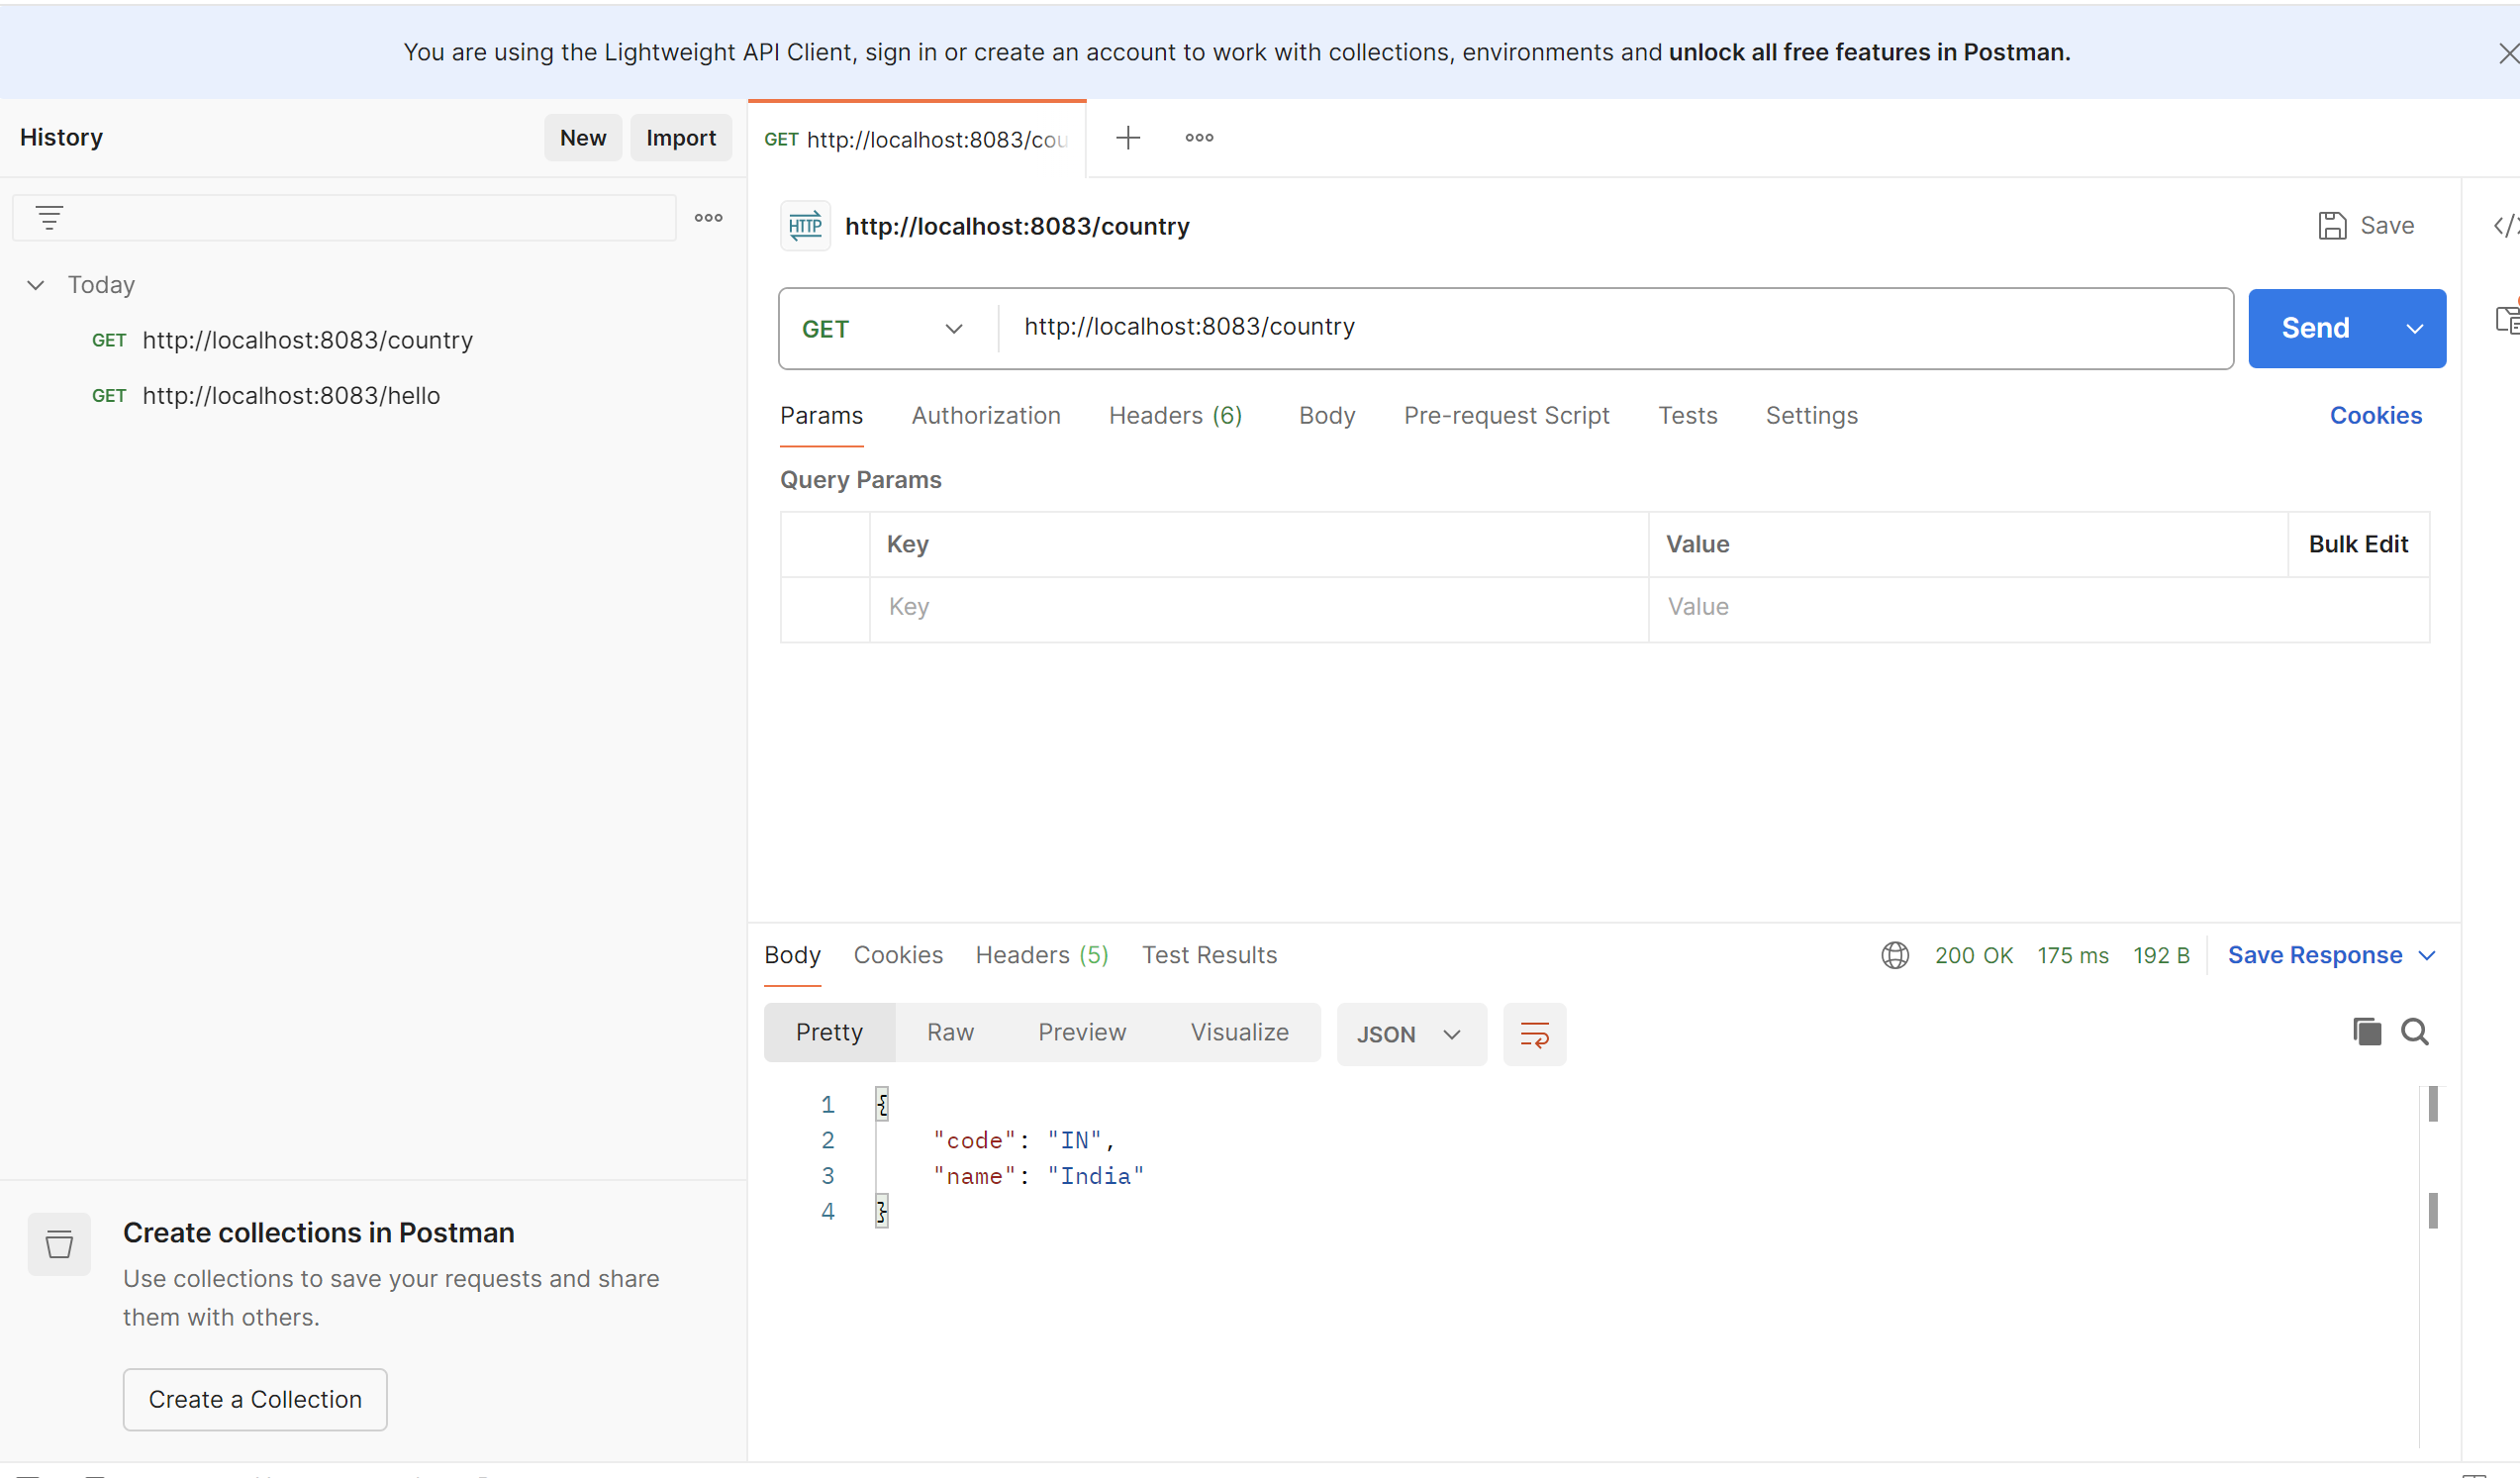 You are using the Lightweight API Client, sign in or create an account to work with collections, environments and unlock all free features in Postman.
History
New
Import
GET http://localhost:8083/cou
Today
GET http://localhost:8083/country
GET http://localhost:8083/hello
HTTP
http://localhost:8083/country
Save
GET
http://localhost:8083/country
Send
Params
Authorization
Headers (6)
Body
Pre-request Script
Tests
Settings
Cookies
Query Params
Key
Value
Bulk Edit
Key
Value
Body
Cookies
Headers (5)
Test Results
200 OK
175 ms
192 B
Save Response
Pretty
Raw
Preview
Visualize
JSON
1 {
2 "code": "IN",
3 "name": "India"
4 }
Create collections in Postman
Use collections to save your requests and share
them with others.
Create a Collection